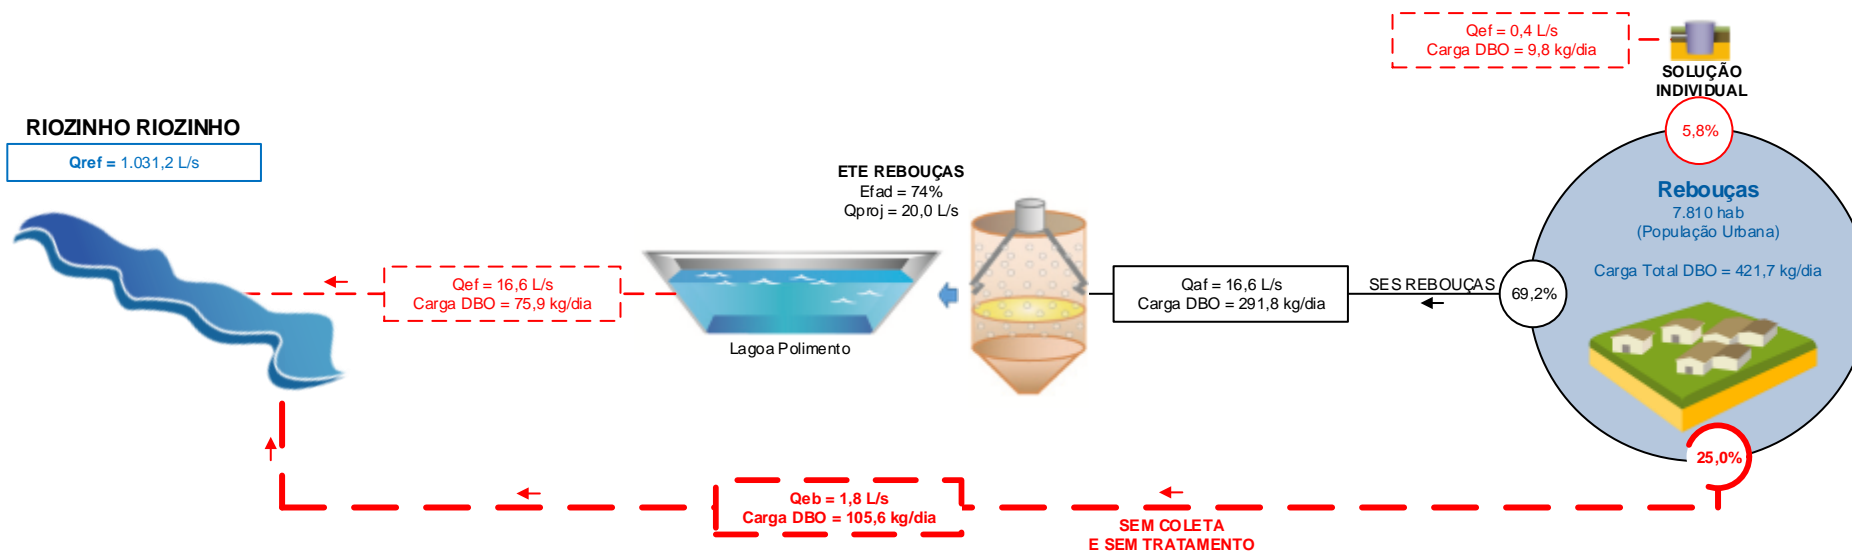 Qef = 0,4 L/s
Carga DBO = 9,8 kg/dia
SOLUÇÃO
INDIVIDUAL
5,8%
RIOZINHO RIOZINHO
Qref = 1.031,2 L/s
ETE REBOUÇAS
Efad = 74%
Qproj = 20,0 L/s
Rebouças
7.810 hab
(População Urbana)
Carga Total DBO = 421,7 kg/dia
Qef = 16,6 L/s
Carga DBO = 75,9 kg/dia
Lagoa Polimento
Qaf = 16,6 L/s
Carga DBO = 291,8 kg/dia
SES REBOUÇAS
69,2%
25,0%
Qeb = 1,8 L/s
Carga DBO = 105,6 kg/dia
SEM COLETA
E SEM TRATAMENTO